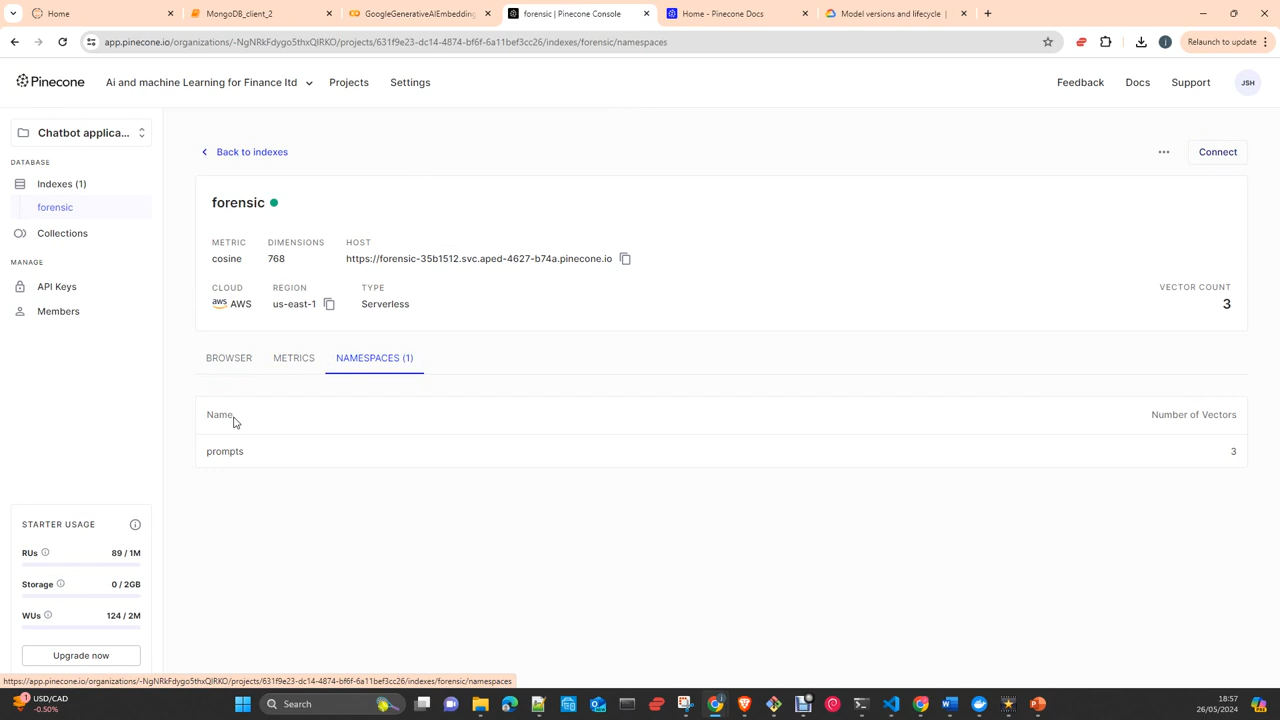 Home
MongoDB_client_2
GoogleGenerativeAIEmbedding
forensic | Pinecone Console
Home - Pinecone Docs
Model versions and lifecycle |
app.pinecone.io/organizations/-NgNRkFdygo5thxQIRKO/projects/631f9e23-dc14-4874-bf6f-6a11bef3cc26/indexes/forensic/namespaces
i
Relaunch to update
Pinecone
Ai and machine Learning for Finance ltd
Projects
Settings
Feedback
Docs
Support
JSH
Chatbot applica...
DATABASE
Indexes (1)
forensic
Collections
MANAGE
API Keys
Members
Back to indexes
Connect
forensic
METRIC DIMENSIONS HOST
cosine 768 https://forensic-35b1512.svc.aped-4627-b74a.pinecone.io
CLOUD REGION TYPE VECTOR COUNT
aws AWS us-east-1 Serverless 3
BROWSER METRICS NAMESPACES (1)
Name Number of Vectors
prompts 3
STARTER USAGE
RUs 89 / 1M
Storage 0 / 2GB
WUs 124 / 2M
Upgrade now
https://app.pinecone.io/organizations/-NgNRkFdygo5thxQIRKO/projects/631f9e23-dc14-4874-bf6f-6a11bef3cc26/indexes/forensic/namespaces
1
USD/CAD
-0.50%
Search
18:57
26/05/2024